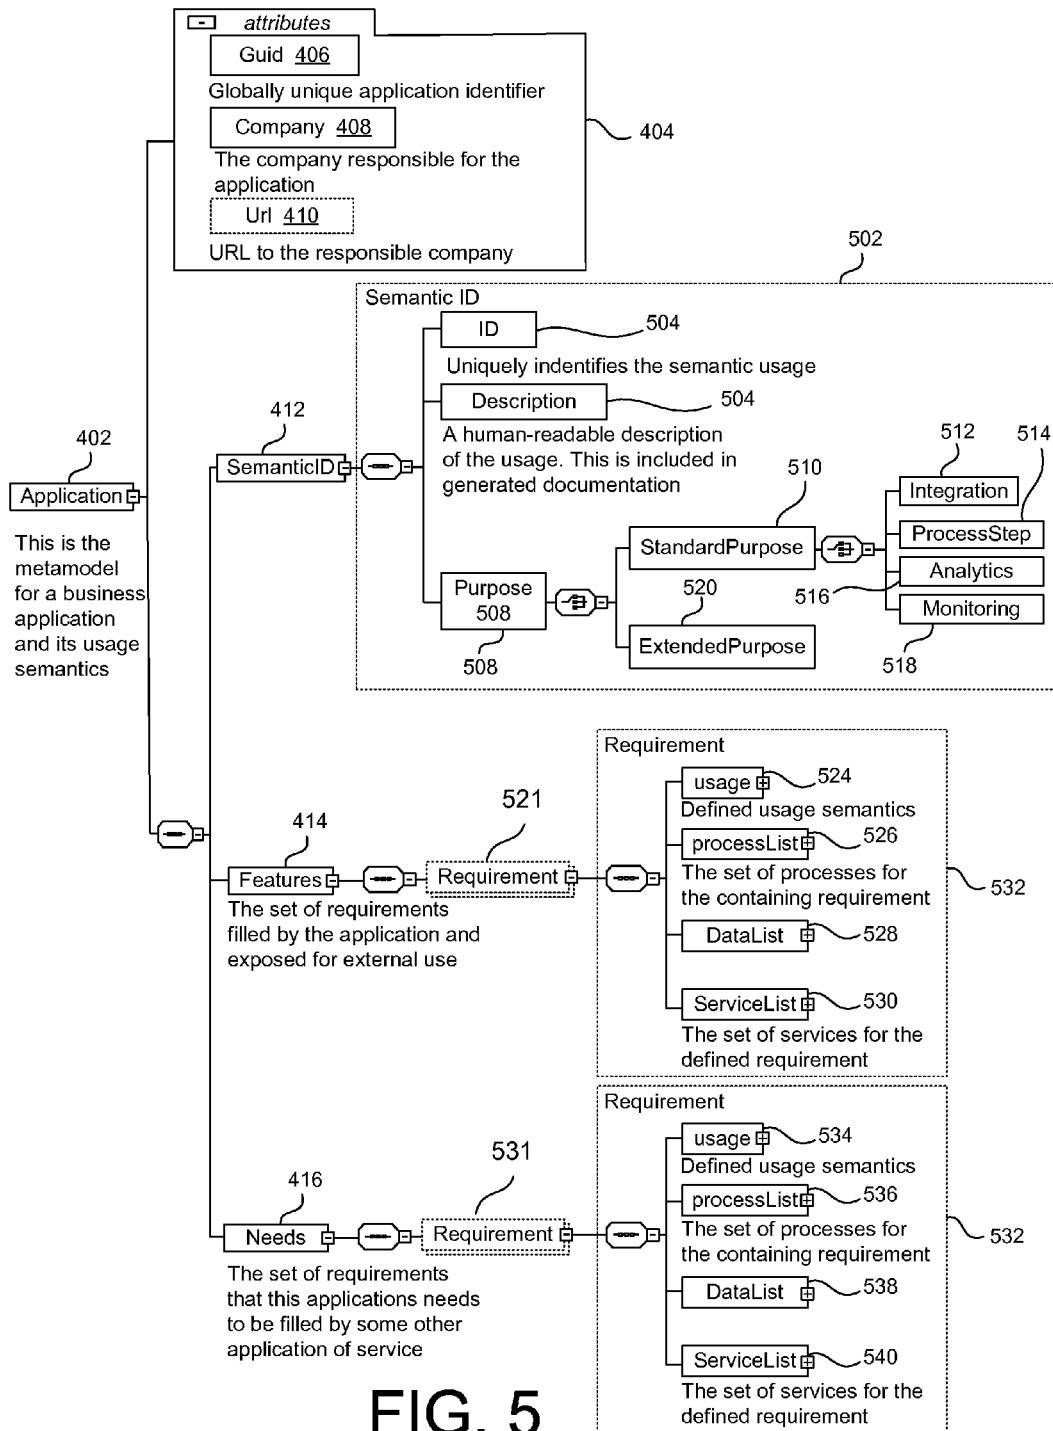 attributes
Guid 406
Globally unique application identifier
Company 408
404
The company responsible for the
application
Url 410
URL to the responsible company
502
Semantic ID
ID
504
Uniquely indentifies the semantic usage
Description
504
A human-readable description
of the usage. This is included in
generated documentation
412
SemanticID
402
Application
This is the
metamodel
for a business
application
and its usage
semantics
510
StandardPurpose
512
514
Integration
ProcessStep
Analytics
516
Monitoring
518
Purpose
508
508
520
ExtendedPurpose
Requirement
usage
524
Defined usage semantics
processList
526
The set of processes for
the containing requirement
532
DataList
528
ServiceList
530
The set of services for the
defined requirement
414
Features
521
Requirement
The set of requirements
filled by the application and
exposed for external use
Requirement
usage
534
Defined usage semantics
processList
536
The set of processes for
the containing requirement
532
DataList
538
ServiceList
540
The set of services for the
defined requirement
416
Needs
531
Requirement
The set of requirements
that this applications needs
to be filled by some other
application of service
FIG. 5